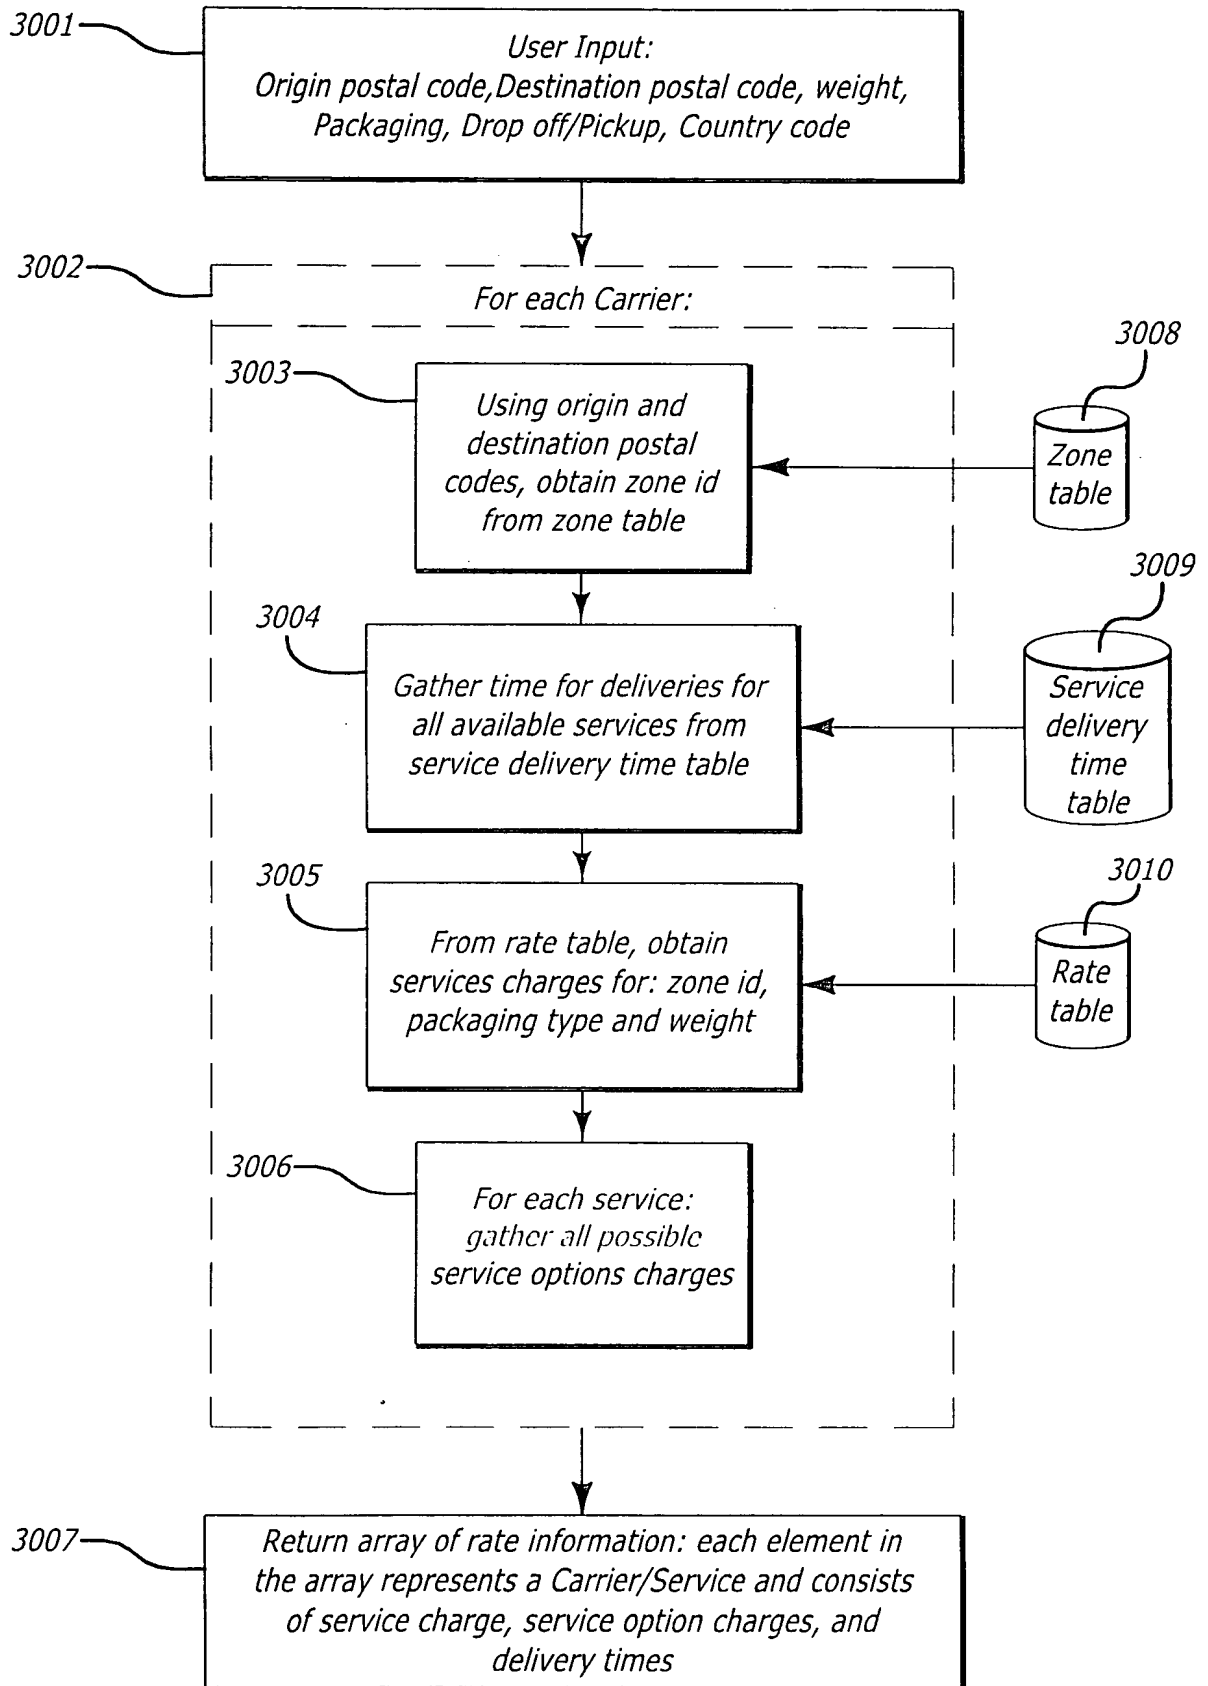 3001
User Input:
Origin postal code,Destination postal code, weight,
Packaging, Drop off/Pickup, Country code
3002
For each Carrier:
3003
Using origin and
destination postal
codes, obtain zone id
from zone table
3008
Zone
table
3004
Gather time for deliveries for
all available services from
service delivery time table
3009
Service
delivery
time
table
3005
From rate table, obtain
services charges for: zone id,
packaging type and weight
3010
Rate
table
3006
For each service:
gather all possible
service options charges
3007
Return array of rate information: each element in
the array represents a Carrier/Service and consists
of service charge, service option charges, and
delivery times